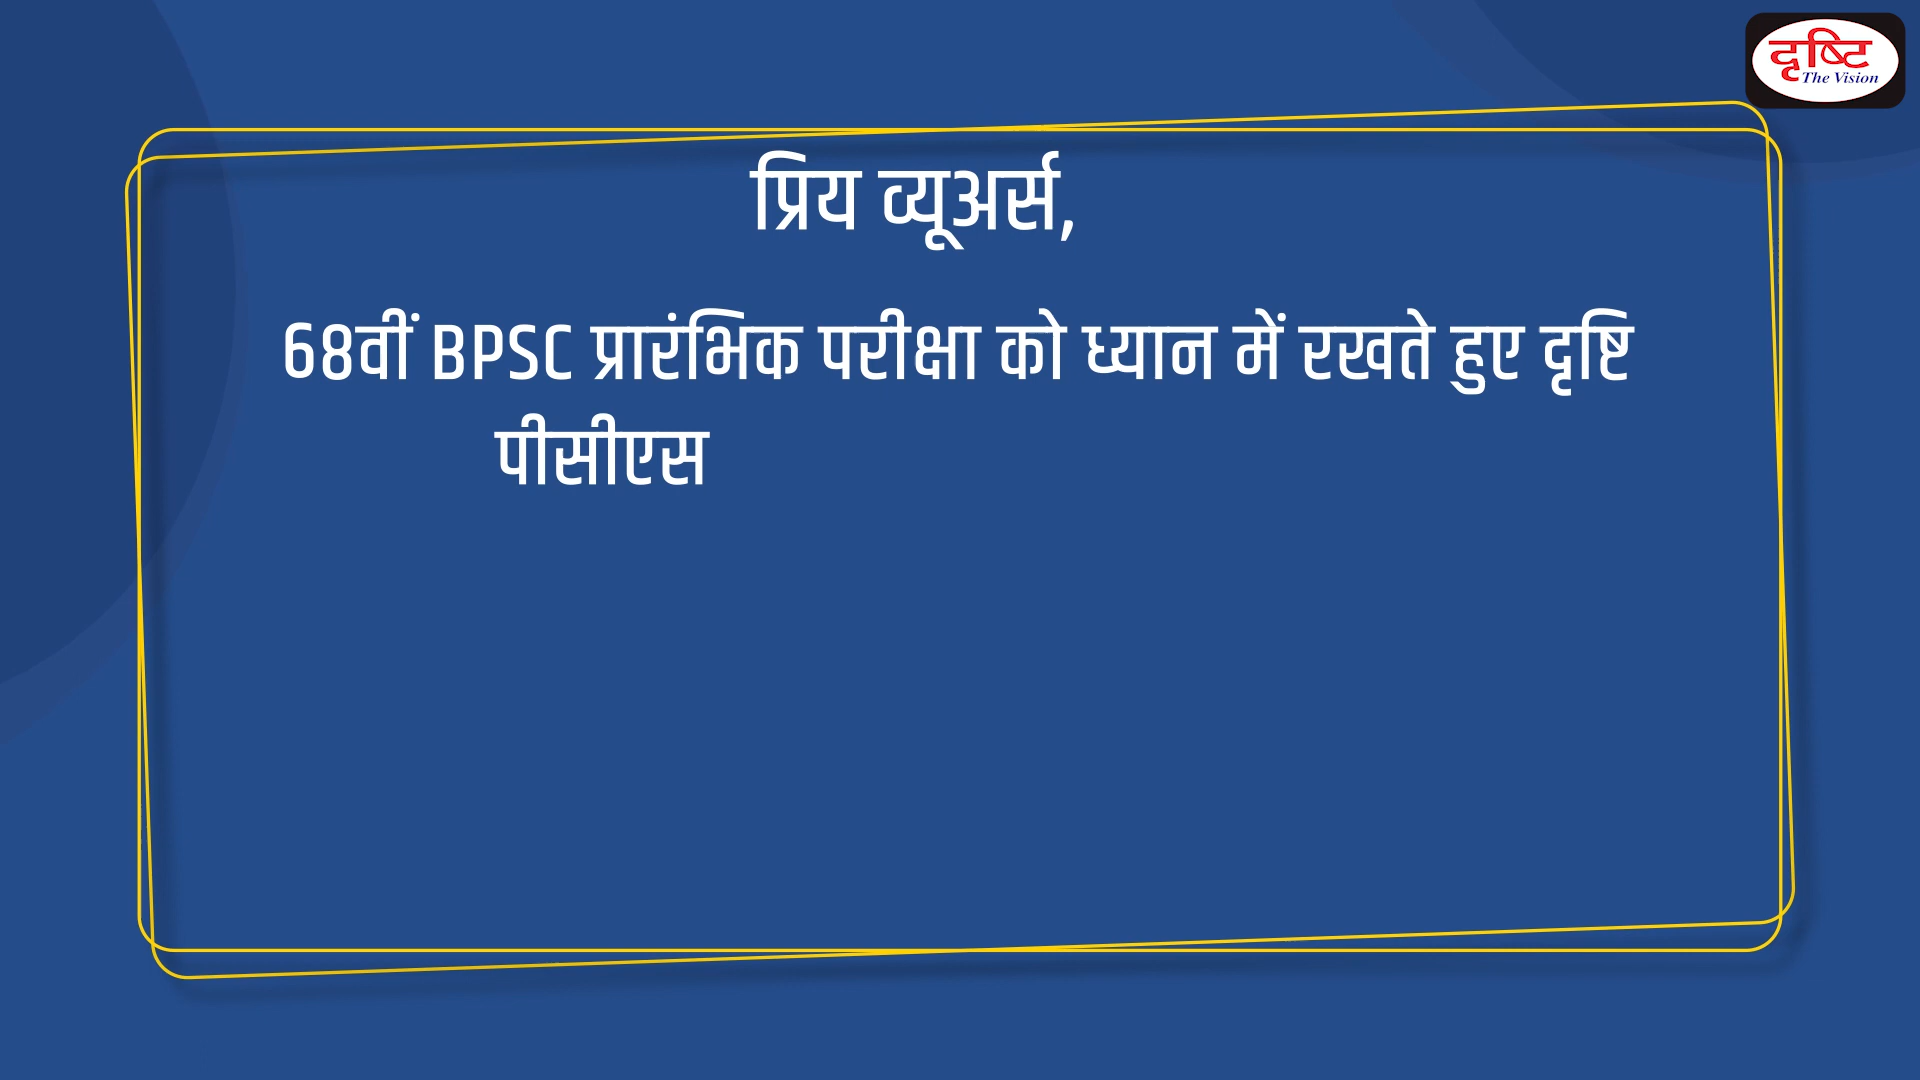 दृष्टि
The Vision
प्रिय व्यूअर्स,
68वीं BPSC प्रारंभिक परीक्षा को ध्यान में रखते हुए दृष्टि
पीसीएस